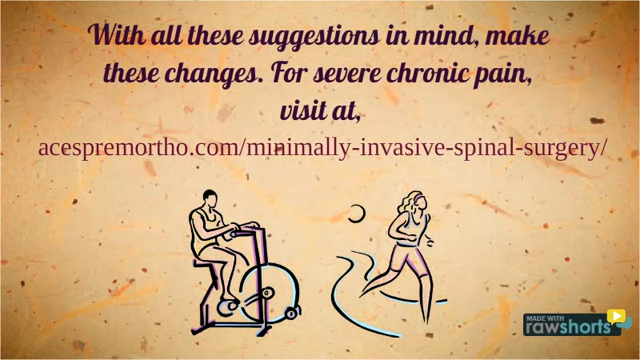 With all these suggestions in mind, make
these changes. For severe chronic pain,
visit at,
acespremortho.com/minimally-invasive-spinal-surgery/
MADE WITH
rawshorts